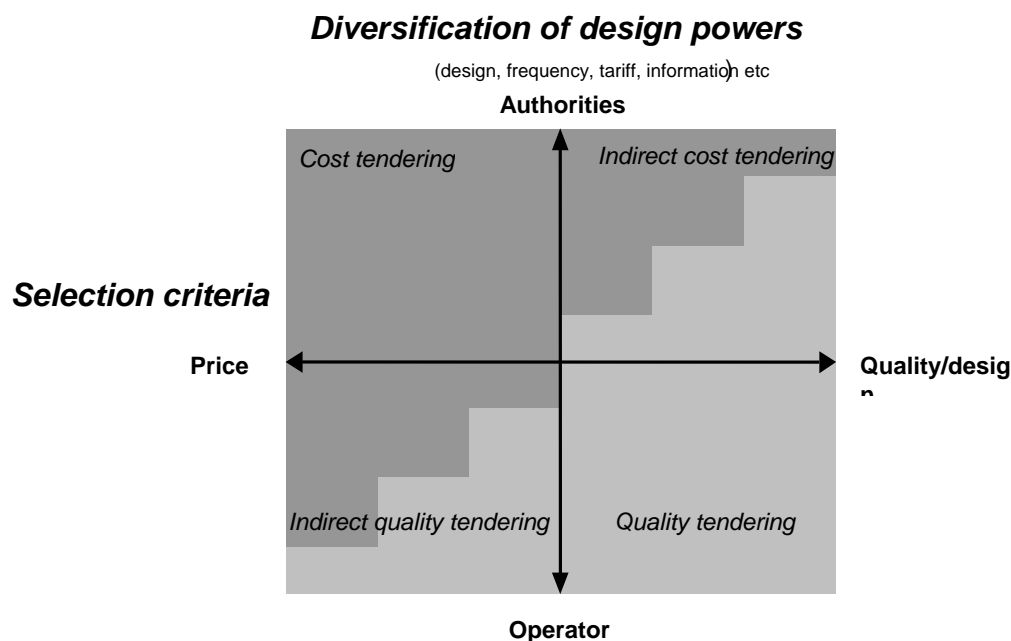 Diversification of design powers
(design, frequency, tariff, information) etc
Authorities
Cost tendering
Indirect cost tendering
Selection criteria
Price
Quality/desig
n
Indirect quality tendering
Quality tendering
Operator